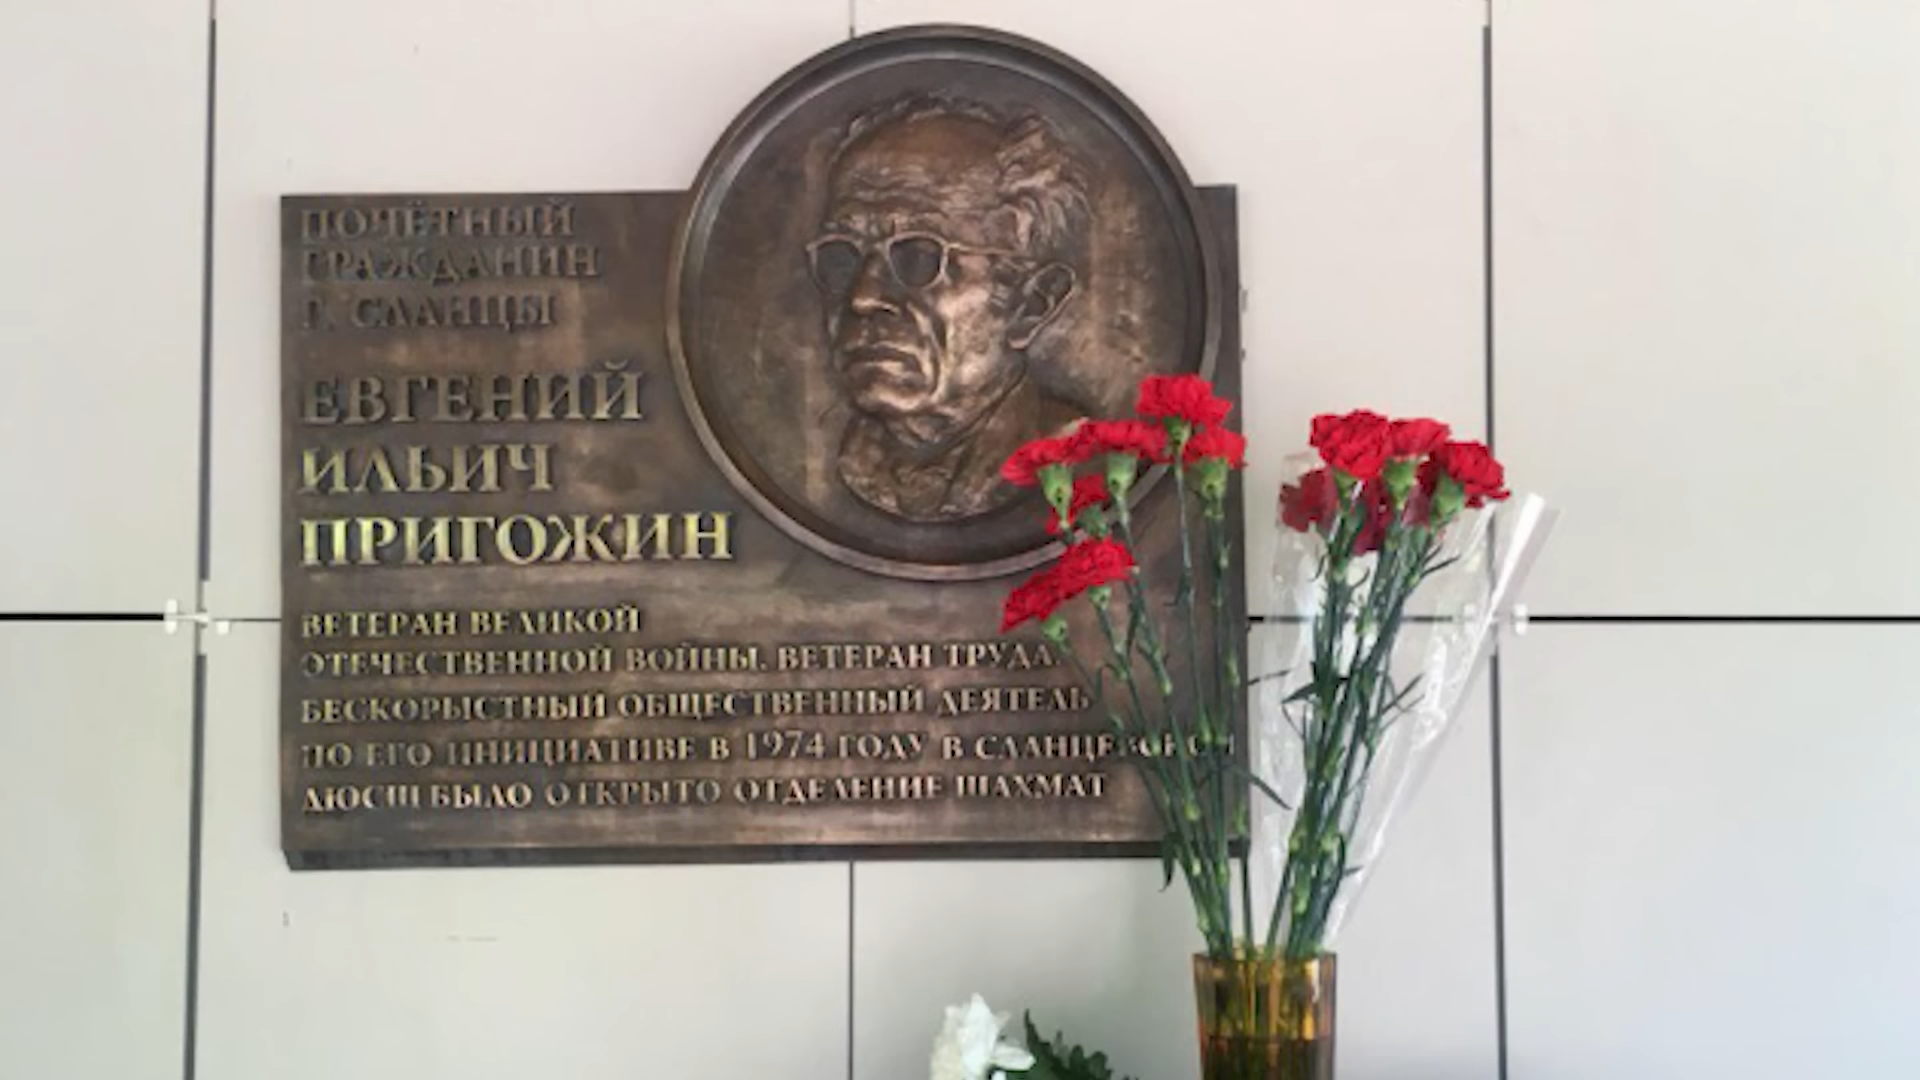 ПОЧЁТНЫЙ
ГРАЖДАНИН
Г. СЛАНЦЫ
ЕВГЕНИЙ
ИЛЬИЧ
ПРИГОЖИН
ВЕТЕРАН ВЕЛИКОЙ
ОТЕЧЕСТВЕННОЙ ВОЙНЫ, ВЕТЕРАН ТРУДА,
БЕСКОРЫСТНЫЙ ОБЩЕСТВЕННЫЙ ДЕЯТЕЛЬ
ПО ЕГО ИНИЦИАТИВЕ В 1974 ГОДУ В СЛАНЦЕВСКОЙ
ДЮСШ БЫЛО ОТКРЫТО ОТДЕЛЕНИЕ ШАХМАТ